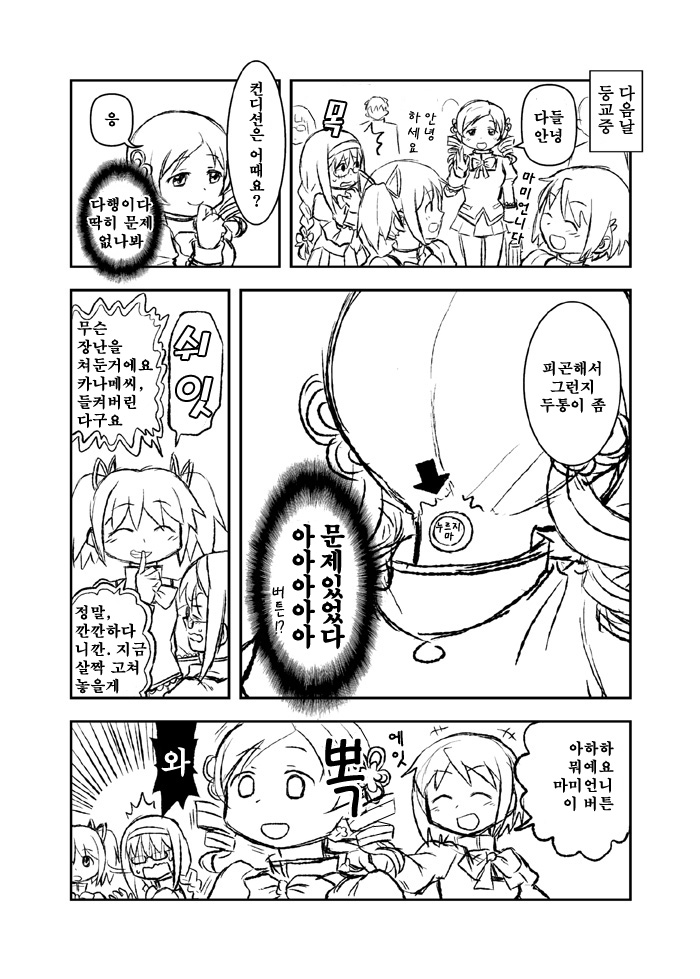 다음날
등교중
다들
안녕
마미언니다
안녕
하세요
목
컨디션은 어때요?
응
다행이다
딱히 문제
없나봐
피곤해서
그런지
두통이 좀
누르지
마
문제있었다
아아아아아
버튼!?
쉬잇
무슨
장난을
쳐둔거에요
카나메씨,
들켜버린
다구요
정말,
깐깐하다
니깐. 지금
살짝 고쳐
놓을게
아하하
뭐예요
마미언니
이 버튼
에잇
뽁
와